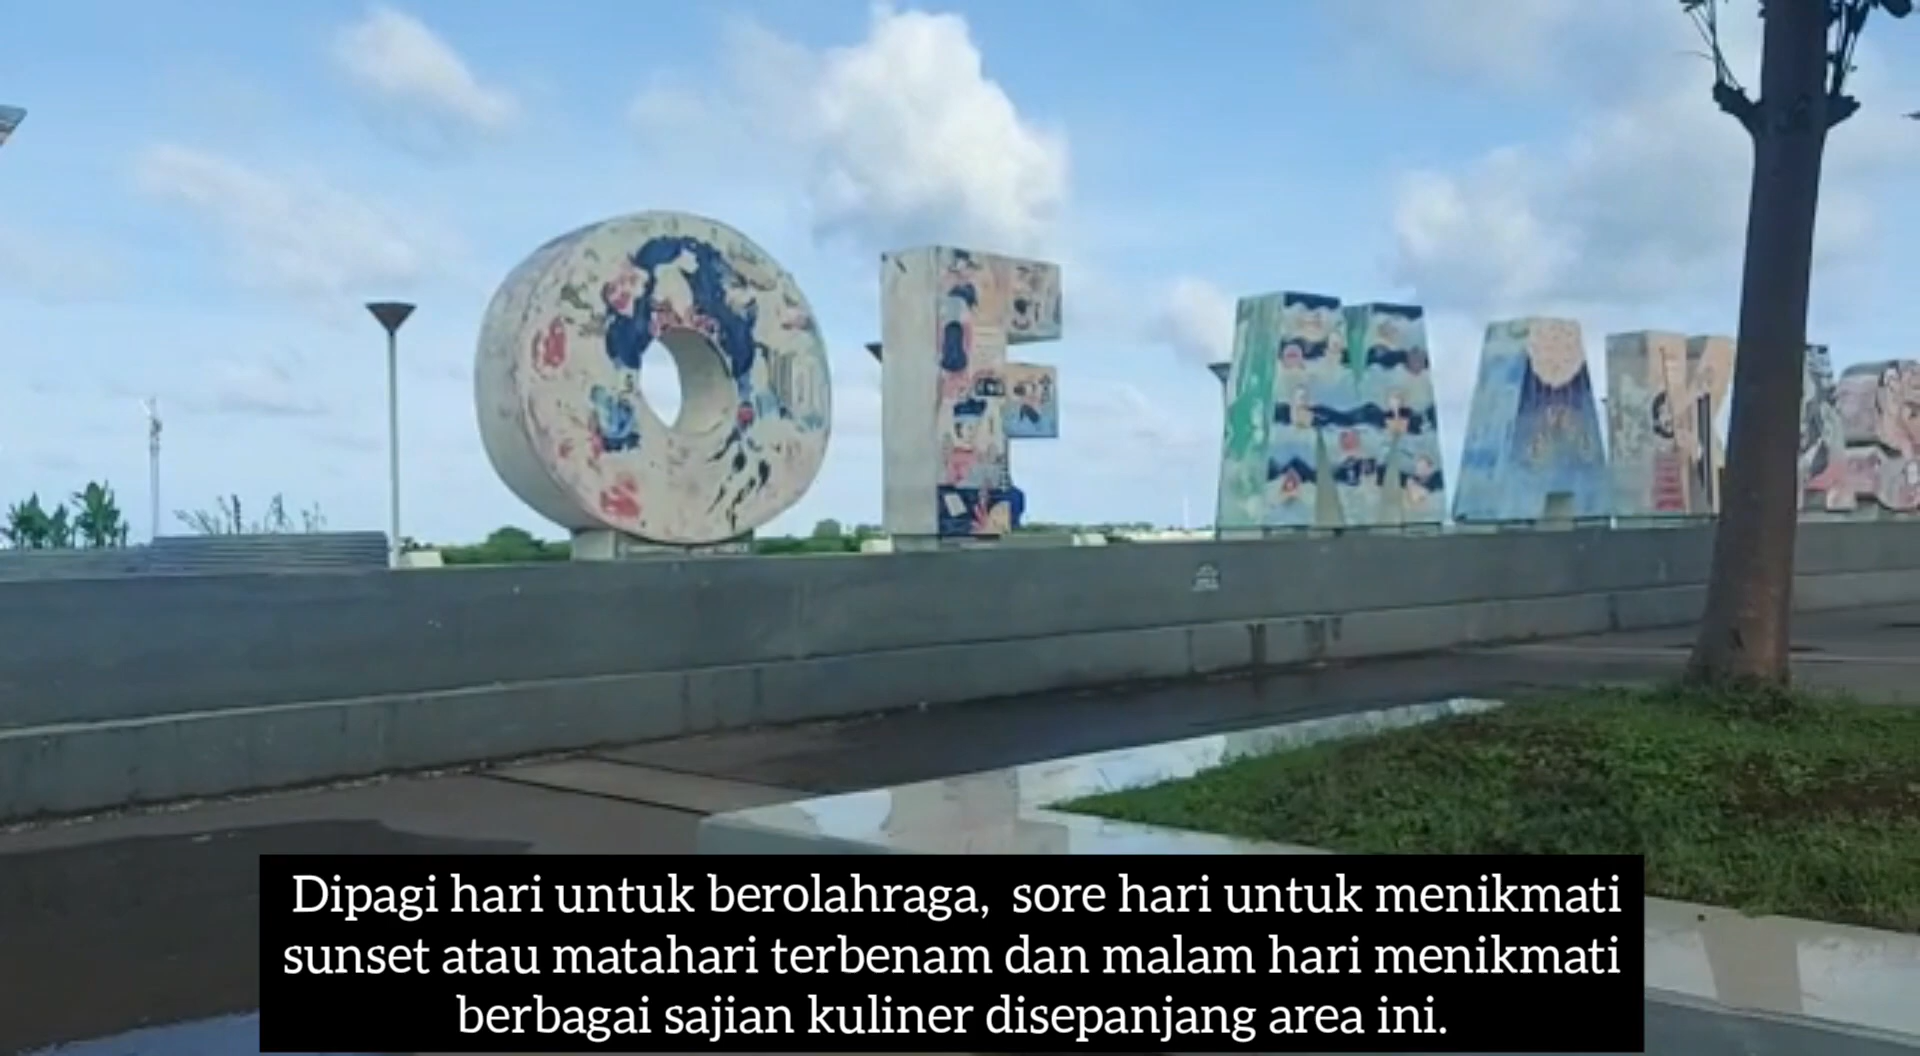 OF MAKAS
Dipagi hari untuk berolahraga, sore hari untuk menikmati
sunset atau matahari terbenam dan malam hari menikmati
berbagai sajian kuliner disepanjang area ini.